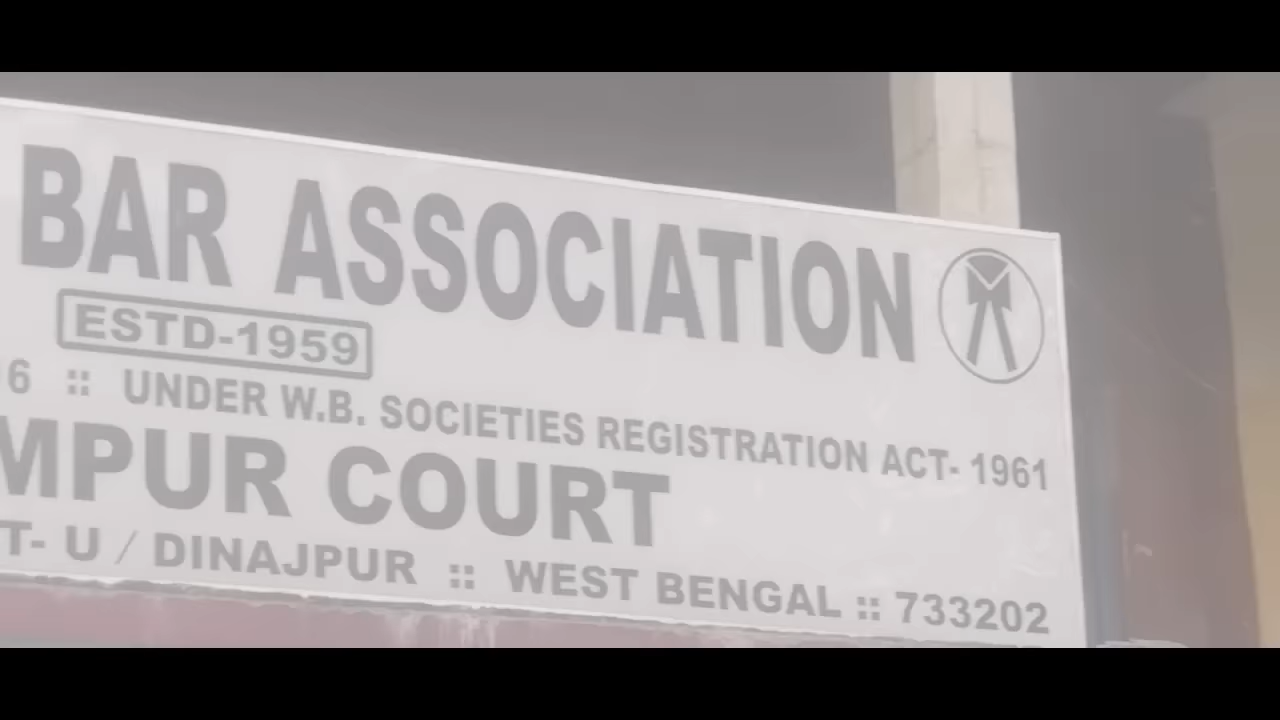 BAR ASSOCIATION
ESTD-1959
6 :: UNDER W.B. SOCIETIES REGISTRATION ACT- 1961
MPUR COURT
T- U / DINAJPUR :: WEST BENGAL :: 733202